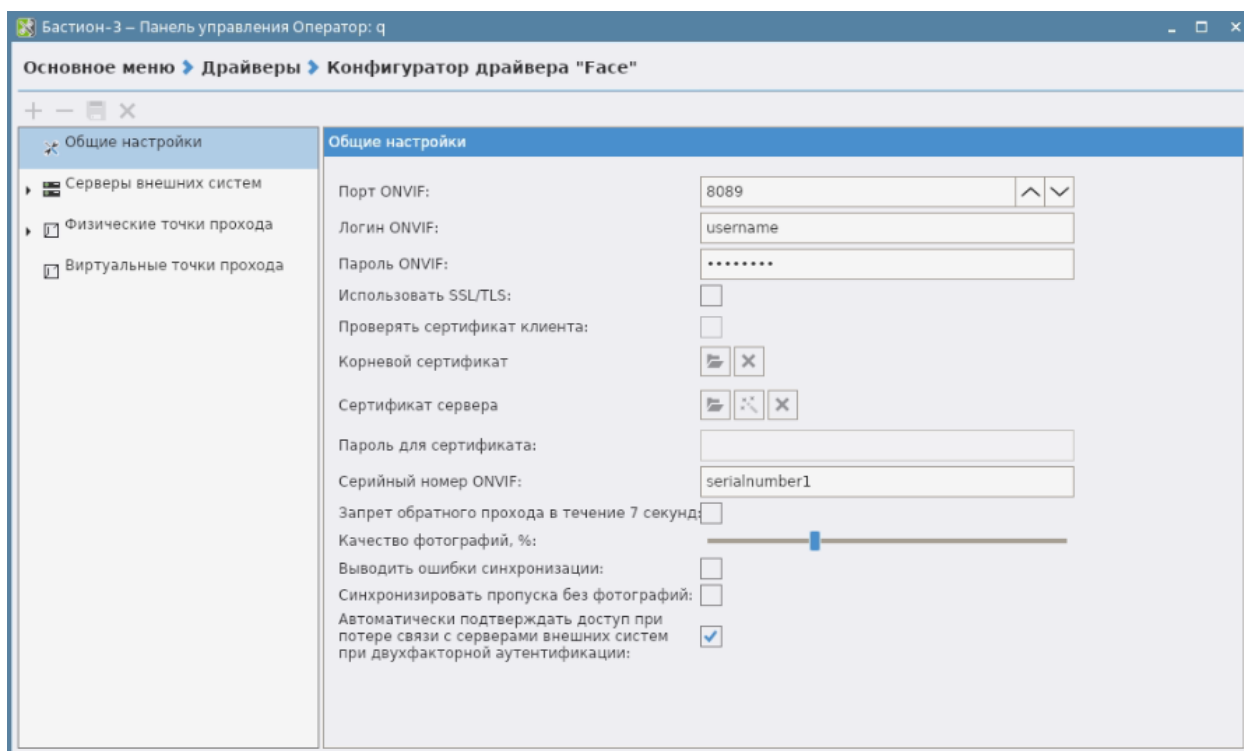 Бастион-3 – Панель управления Оператор: q
Основное меню Драйверы Конфигуратор драйвера "Face"
Общие настройки
Серверы внешних систем
Физические точки прохода
Виртуальные точки прохода
Общие настройки
Порт ONVIF: 8089
Логин ONVIF: username
Пароль ONVIF: ••••••••
Использовать SSL/TLS:
Проверять сертификат клиента:
Корневой сертификат
Сертификат сервера
Пароль для сертификата:
Серийный номер ONVIF: serialnumber1
Запрет обратного прохода в течение 7 секунд:
Качество фотографий, %:
Выводить ошибки синхронизации:
Синхронизировать пропуска без фотографий:
Автоматически подтверждать доступ при
потере связи с серверами внешних систем
при двухфакторной аутентификации: